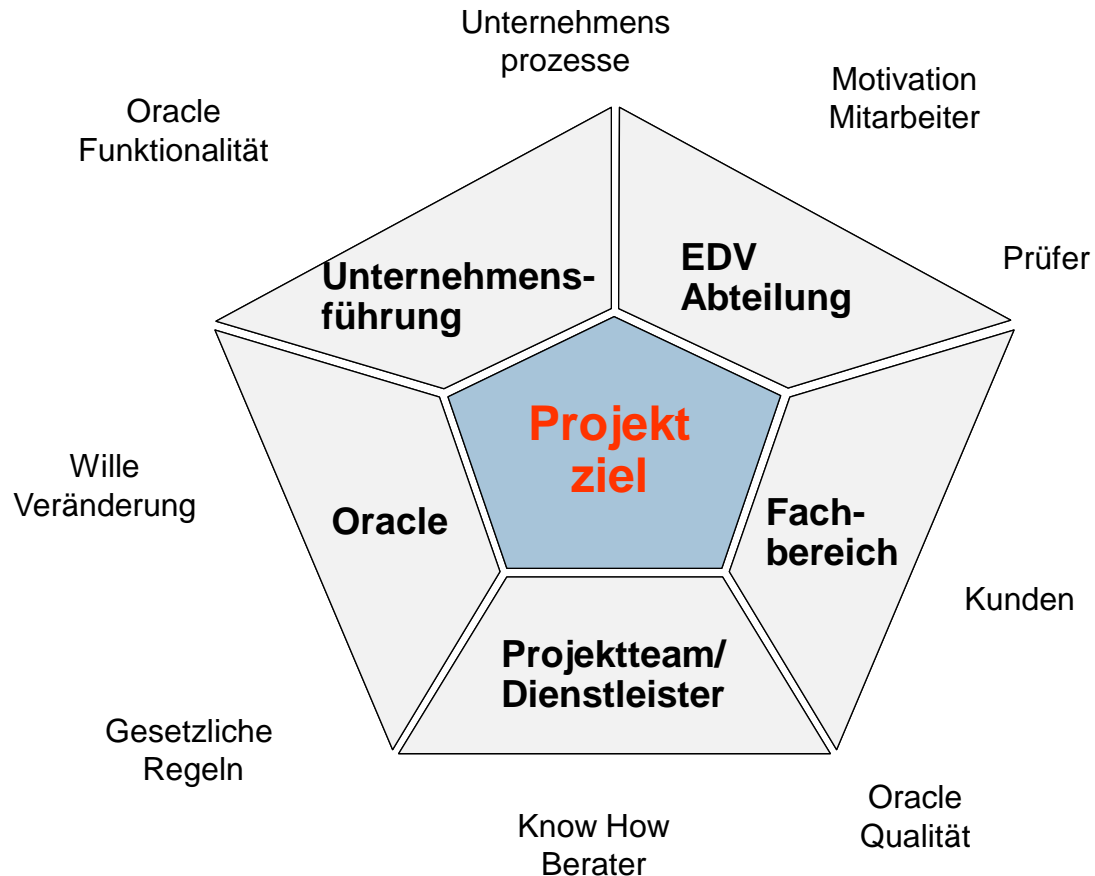 Unternehmens
prozesse
Motivation
Mitarbeiter
Oracle
Funktionalität
Prüfer
Unternehmens-
führung
EDV
Abteilung
Projekt
ziel
Wille
Veränderung
Oracle
Fach-
bereich
Kunden
Projektteam/
Dienstleister
Gesetzliche
Regeln
Know How
Berater
Oracle
Qualität